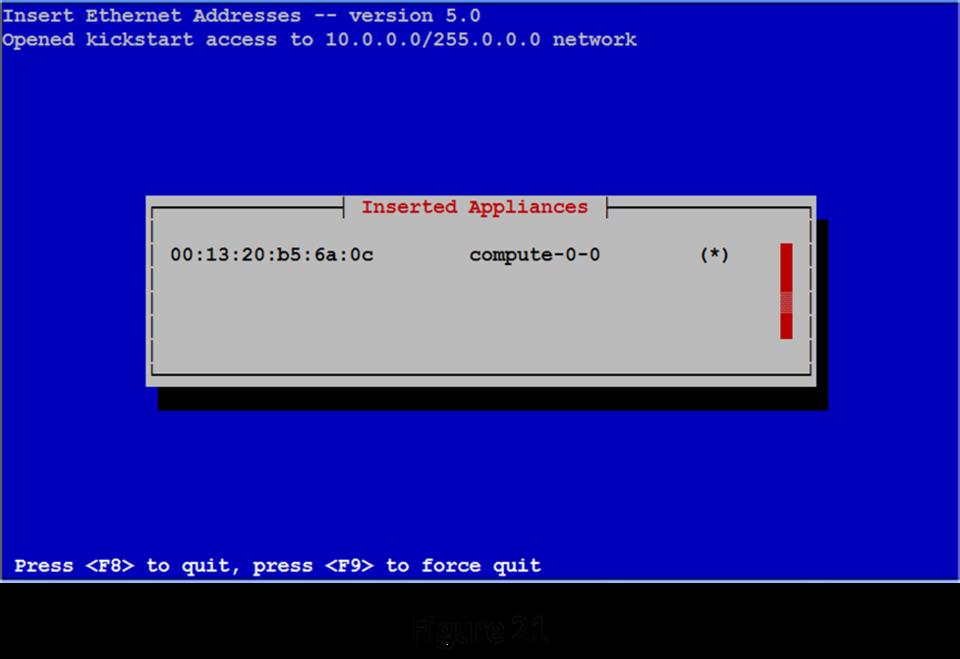 Insert Ethernet Addresses -- version 5.0
Opened kickstart access to 10.0.0.0/255.0.0.0 network
Inserted Appliances
00:13:20:b5:6a:0c compute-0-0 (*)
Press <F8> to quit, press <F9> to force quit
Figure 21